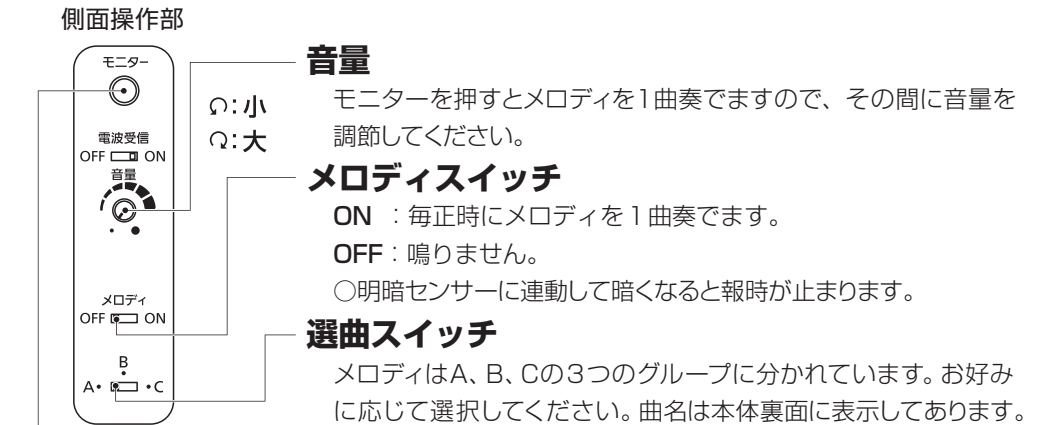 側面操作部
モニター
電波受信
OFF ON
音量
メロディ
OFF ON
B
A・ ・C
:小
:大
音量
モニターを押すとメロディを1曲奏でますので、その間に音量を
調節してください。
メロディスイッチ
ON ：毎正時にメロディを1曲奏でます。
OFF：鳴りません。
○明暗センサーに連動して暗くなると報時が止まります。
選曲スイッチ
メロディはA、B、Cの3つのグループに分かれています。お好み
に応じて選択してください。曲名は本体裏面に表示してあります。